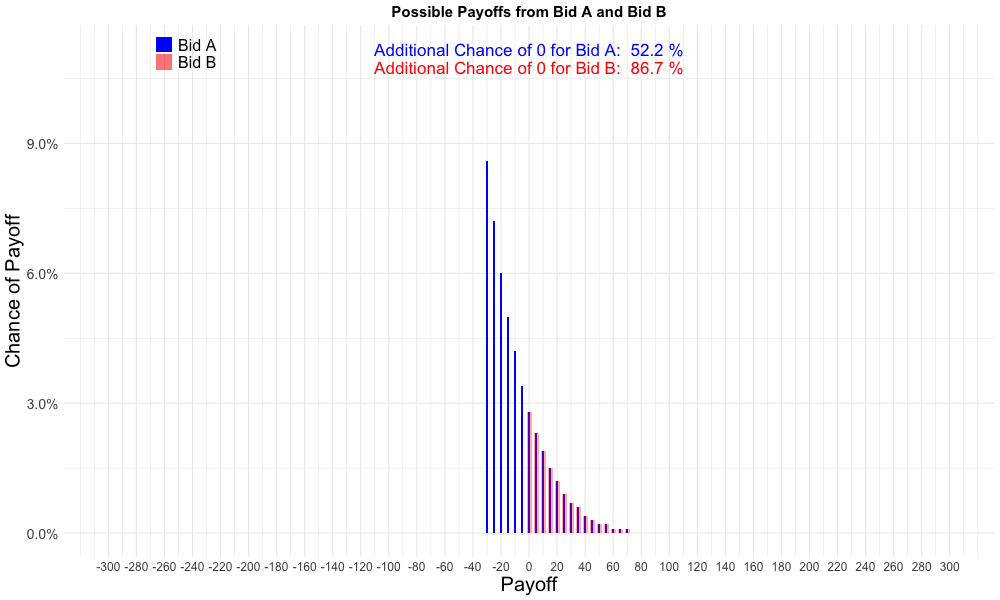 Possible Payoffs from Bid A and Bid B
Bid A
Bid B
Additional Chance of 0 for Bid A: 52.2 %
Additional Chance of 0 for Bid B: 86.7 %
Chance of Payoff
9.0%
6.0%
3.0%
0.0%
-300 -280 -260 -240 -220 -200 -180 -160 -140 -120 -100 -80 -60 -40 -20 0 20 40 60 80 100 120 140 160 180 200 220 240 260 280 300
Payoff